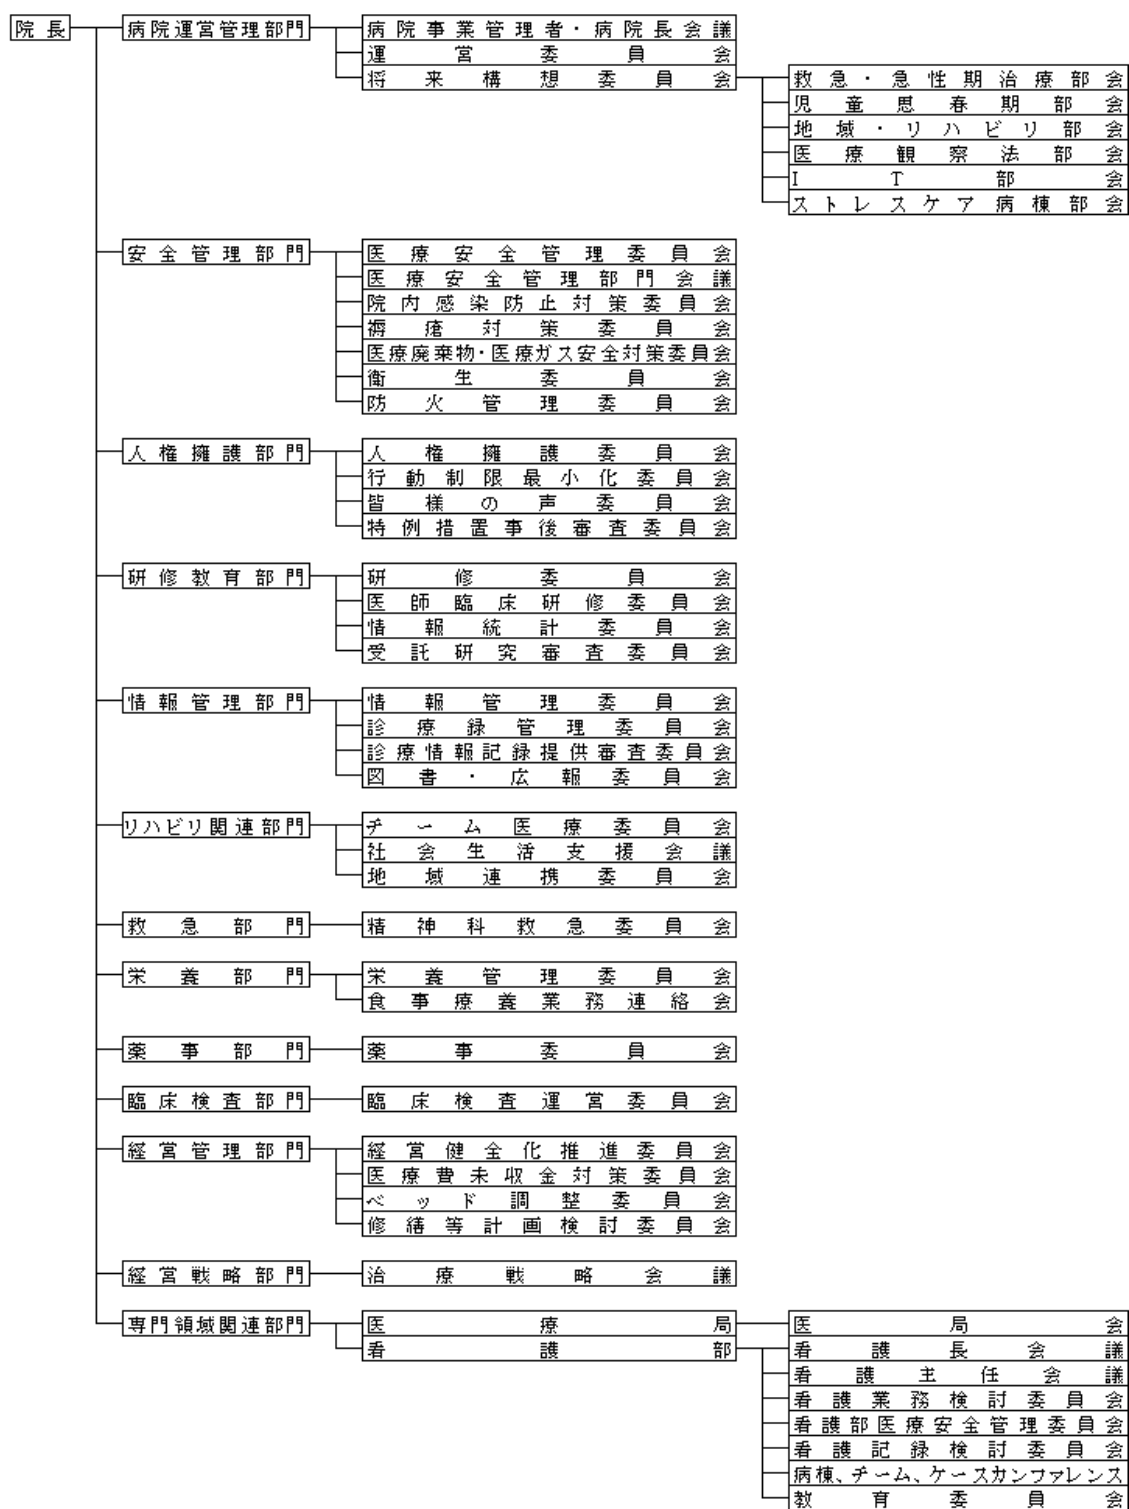 院長
病院運営管理部門
病院事業管理者・病院長会議
運営委員会
将来構想委員会
救急・急性期治療部会
児童思春期部会
地域・リハビリ部会
医療観察法部会
IT部会
ストレスケア病棟部会
安全管理部門
医療安全管理委員会
医療安全管理部門会議
院内感染防止対策委員会
褥瘡対策委員会
医療廃棄物・医療ガス安全対策委員会
衛生委員会
防火管理委員会
人権擁護部門
人権擁護委員会
行動制限最小化委員会
皆様の声委員会
特例措置事後審査委員会
研修教育部門
研修委員会
医師臨床研修委員会
情報統計委員会
受託研究審査委員会
情報管理部門
情報管理委員会
診療録管理委員会
診療情報記録提供審査委員会
図書・広報委員会
リハビリ関連部門
チーム医療委員会
社会生活支援会議
地域連携委員会
救急部門
精神科救急委員会
栄養部門
栄養管理委員会
食事療養業務連絡会
薬事部門
薬事委員会
臨床検査部門
臨床検査運営委員会
経営管理部門
経営健全化推進委員会
医療費未収金対策委員会
ベッド調整委員会
修繕等計画検討委員会
経営戦略部門
治療戦略会議
専門領域関連部門
医療局
医局会
看護部
看護長会議
看護主任会議
看護業務検討委員会
看護部医療安全管理委員会
看護記録検討委員会
病棟、チーム、ケースカンファレンス
教育委員会